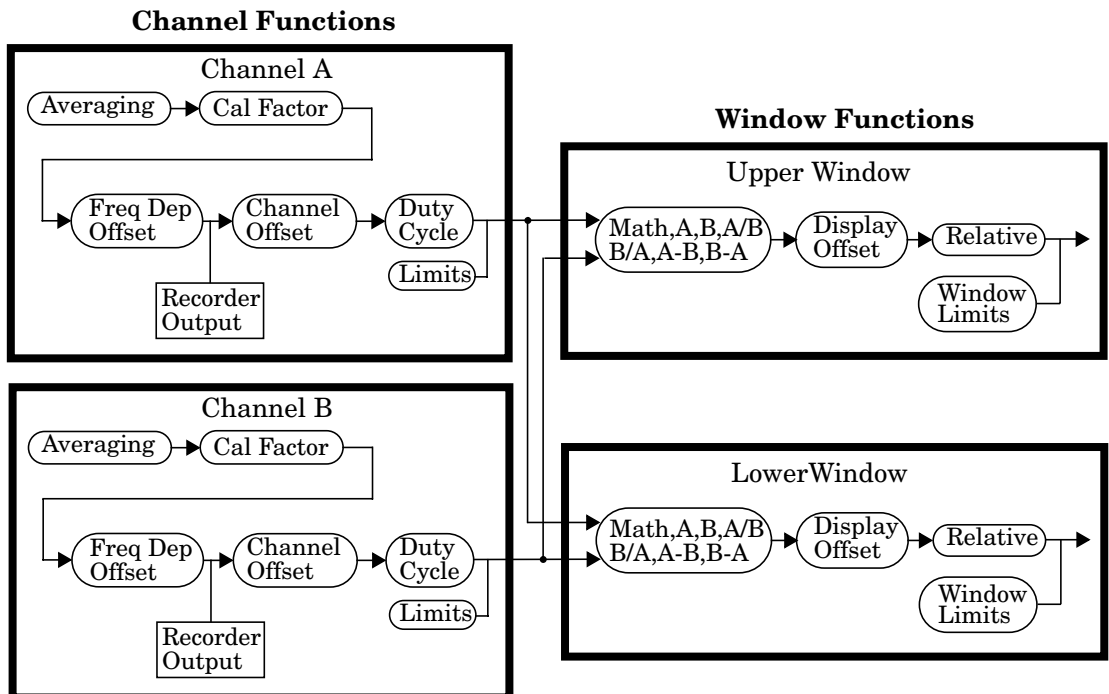 Channel Functions
Channel A
Averaging
Cal Factor
Freq Dep
Offset
Channel
Offset
Duty
Cycle
Limits
Recorder
Output
Channel B
Averaging
Cal Factor
Freq Dep
Offset
Channel
Offset
Duty
Cycle
Limits
Recorder
Output
Window Functions
Upper Window
Math,A,B,A/B
B/A,A-B,B-A
Display
Offset
Relative
Window
Limits
LowerWindow
Math,A,B,A/B
B/A,A-B,B-A
Display
Offset
Relative
Window
Limits